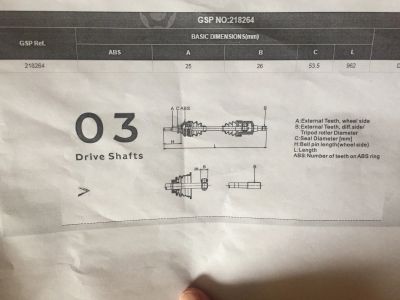 GSP NO:218264
GSP Ref.
BASIC DIMENSIONS(mm)
ABS A B C L
218264 25 26 53.5 962
03
Drive Shafts
A C ABS B
H L
A:External Teeth, wheel side
B:External Teeth, diff.side/
Tripod roller Diameter
C:Seal Diameter[mm]
H:Bell pin length(wheel side)
L:Length
ABS:Number of teeth on ABS ring
B